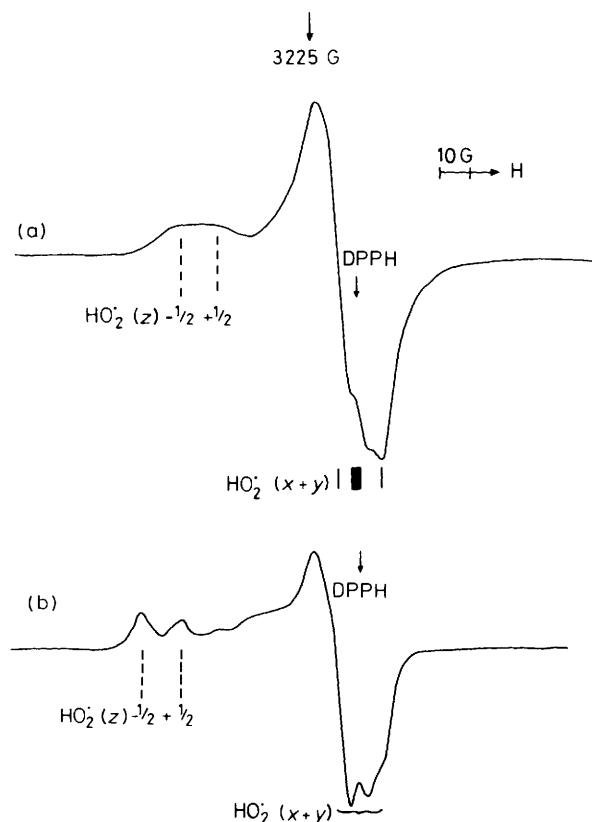 3225 G
10 G
H
(a)
DPPH
HO₂˙ (z) -1/2 +1/2
HO₂˙ (x+y)
(b)
DPPH
HO₂˙ (z) -1/2 + 1/2
HO₂˙ (x+y)